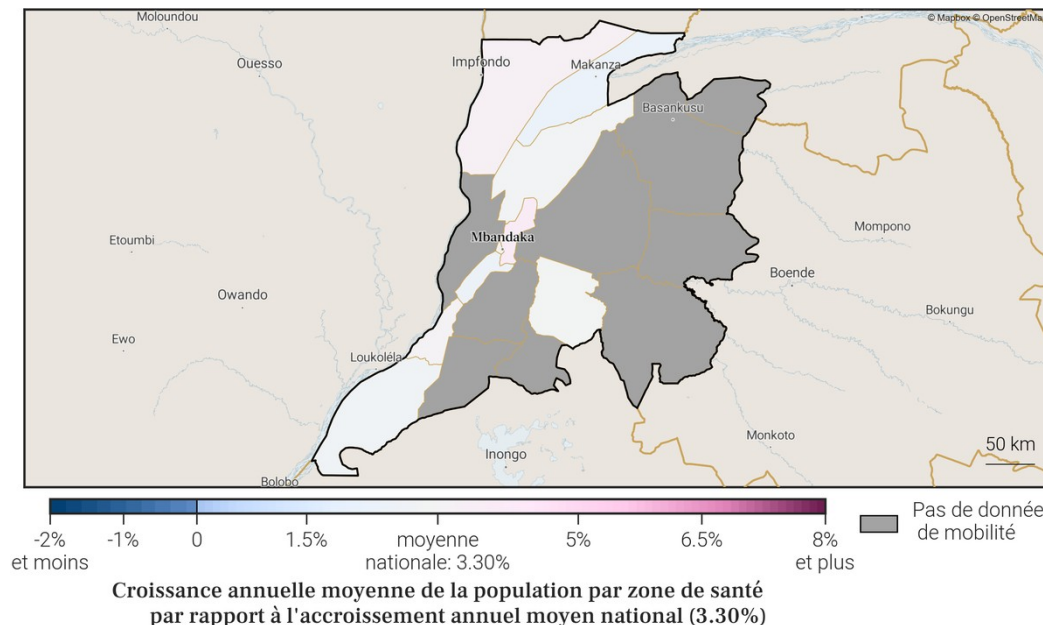 © Mapbox © OpenStreetMa
Moloundou
Ouesso
Impfondo
Makanza
Basankusu
Mbandaka
Etoumbi
Mompono
Boende
Owando
Bokungu
Ewo
Loukoléla
Monkoto
Inongo
50 km
Bolobo
-2%
et moins
-1%
0
1.5%
moyenne
nationale: 3.30%
5%
6.5%
8%
et plus
Pas de donnée
de mobilité
Croissance annuelle moyenne de la population par zone de santé
par rapport à l'accroissement annuel moyen national (3.30%)